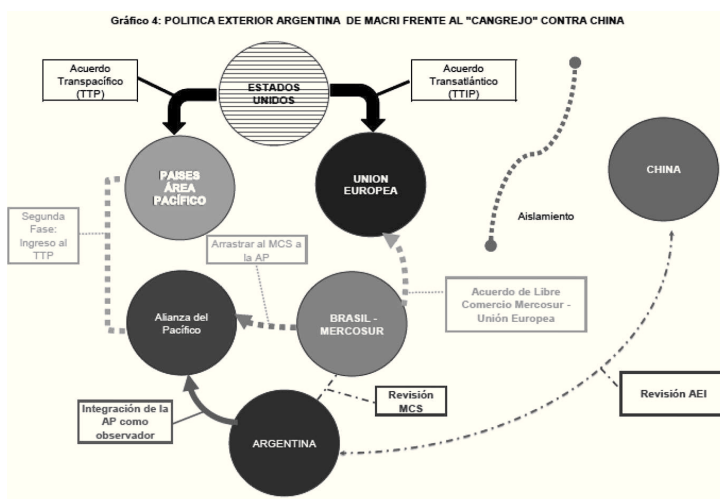 Gráfico 4: POLITICA EXTERIOR ARGENTINA DE MACRI FRENTE AL "CANGREJO" CONTRA CHINA
Acuerdo
Transpacífico
(TTP)
ESTADOS
UNIDOS
Acuerdo
Transatlántico
(TTIP)
PAISES
ÁREA
PACÍFICO
UNION
EUROPEA
CHINA
Segunda
Fase:
Ingreso al
TTP
Aislamiento
Arrastrar al MCS a
la AP
Acuerdo de Libre
Comercio Mercosur -
Unión Europea
Alianza del
Pacífico
BRASIL -
MERCOSUR
Revisión
MCS
Revisión AEI
Integración de la
AP como
observador
ARGENTINA